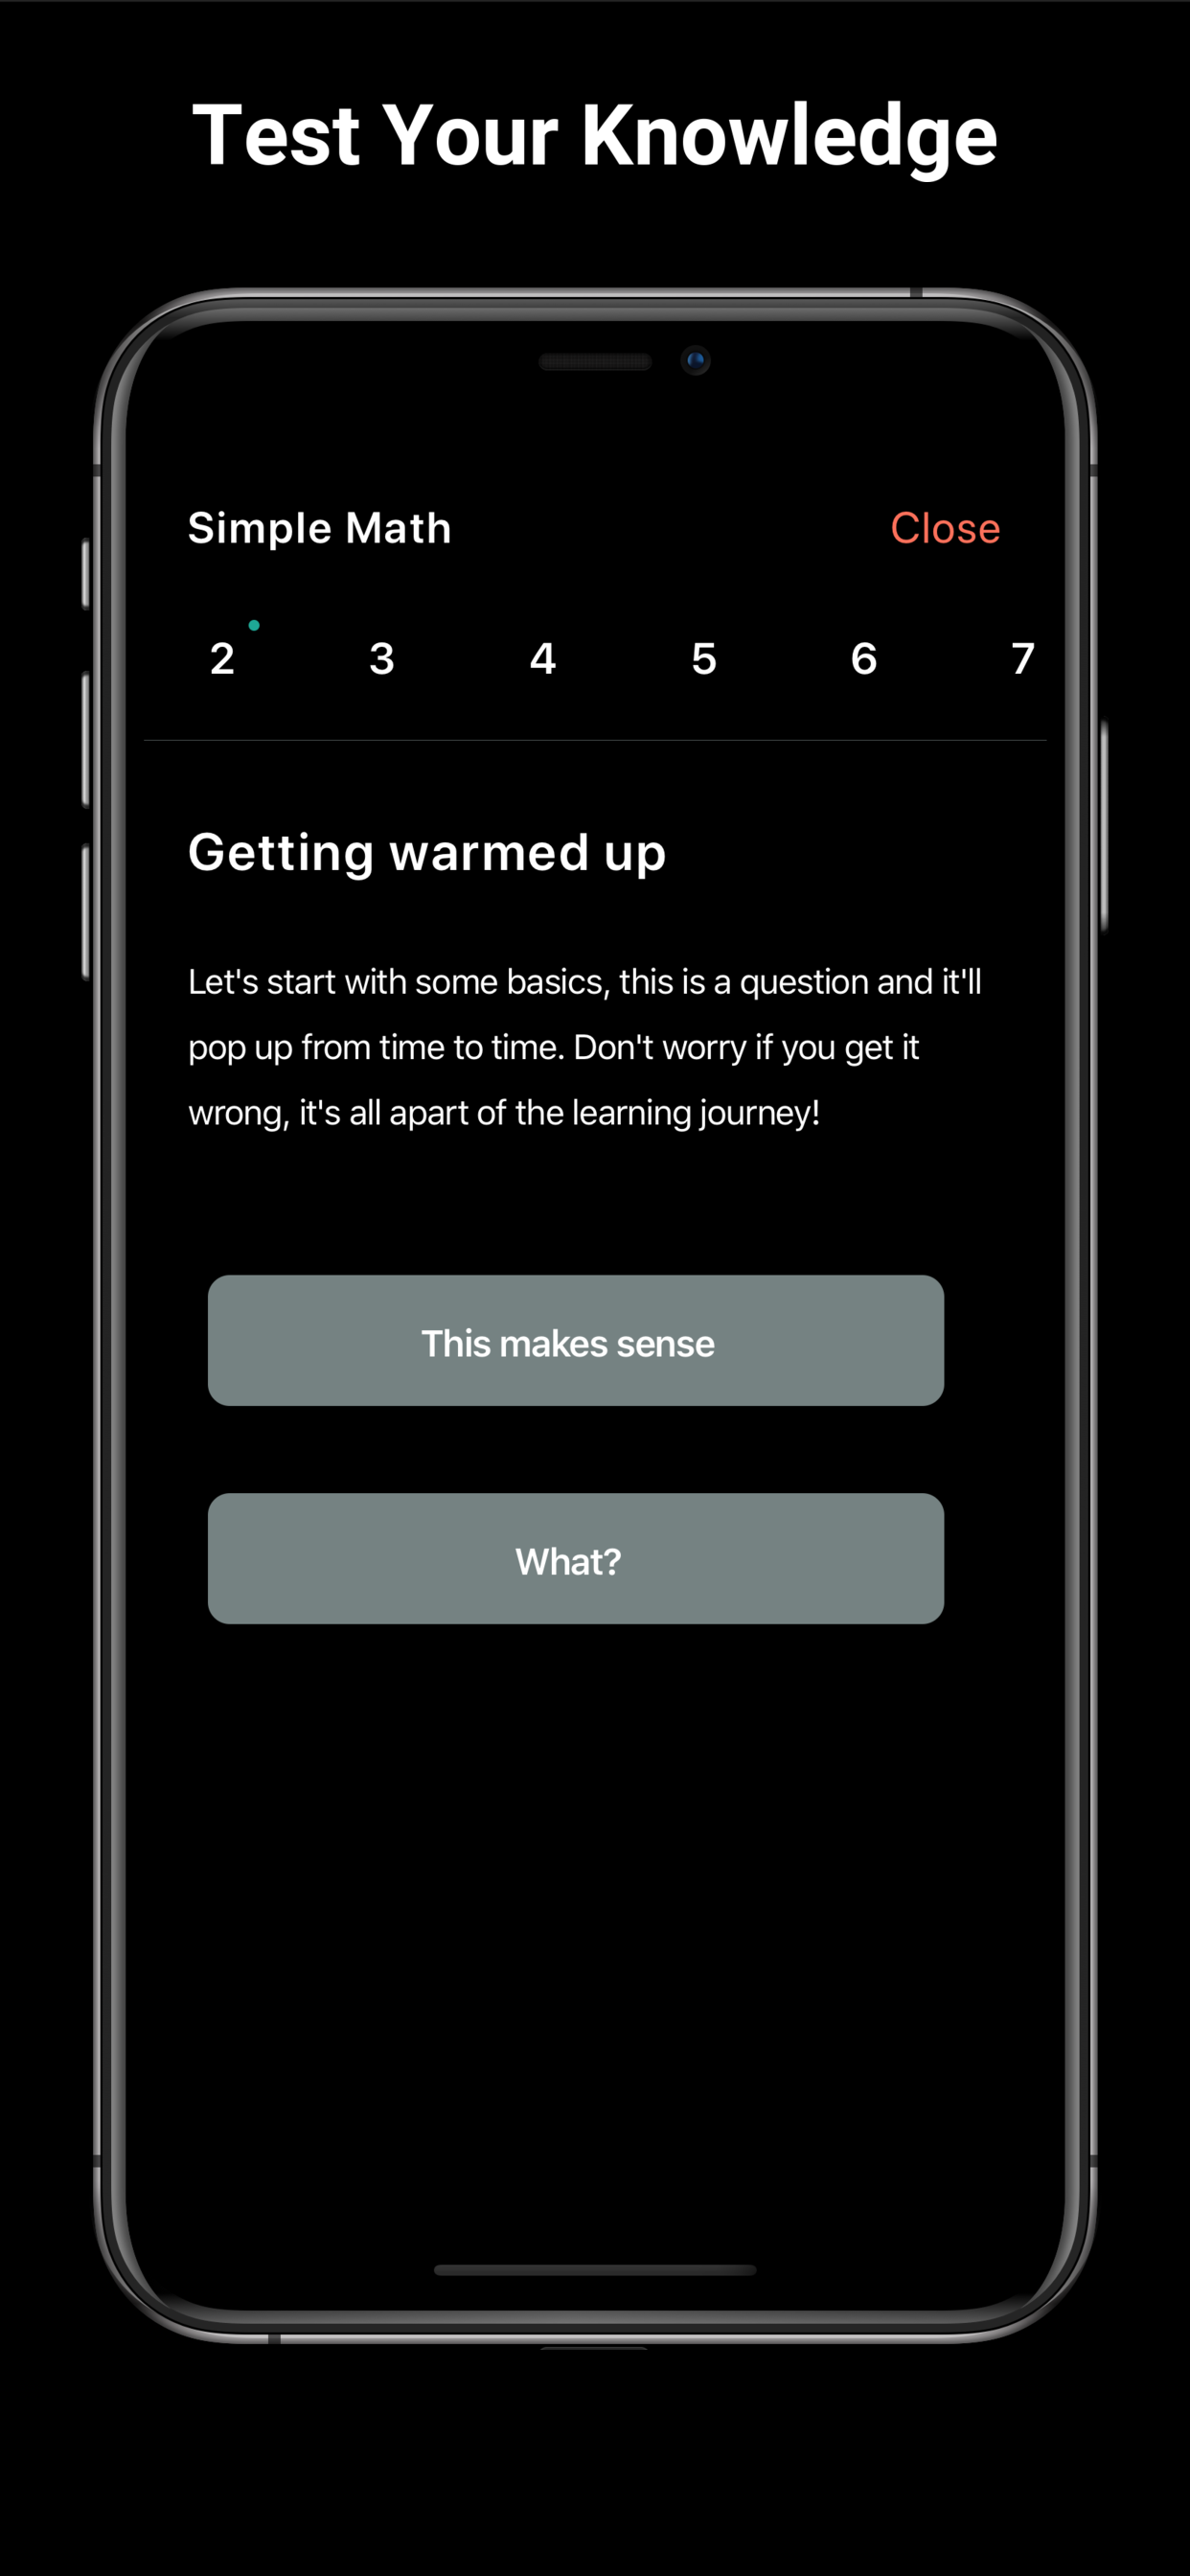 Test Your Knowledge
Simple Math Close
2 3 4 5 6 7
Getting warmed up
Let's start with some basics, this is a question and it'll
pop up from time to time. Don't worry if you get it
wrong, it's all apart of the learning journey!
This makes sense
What?